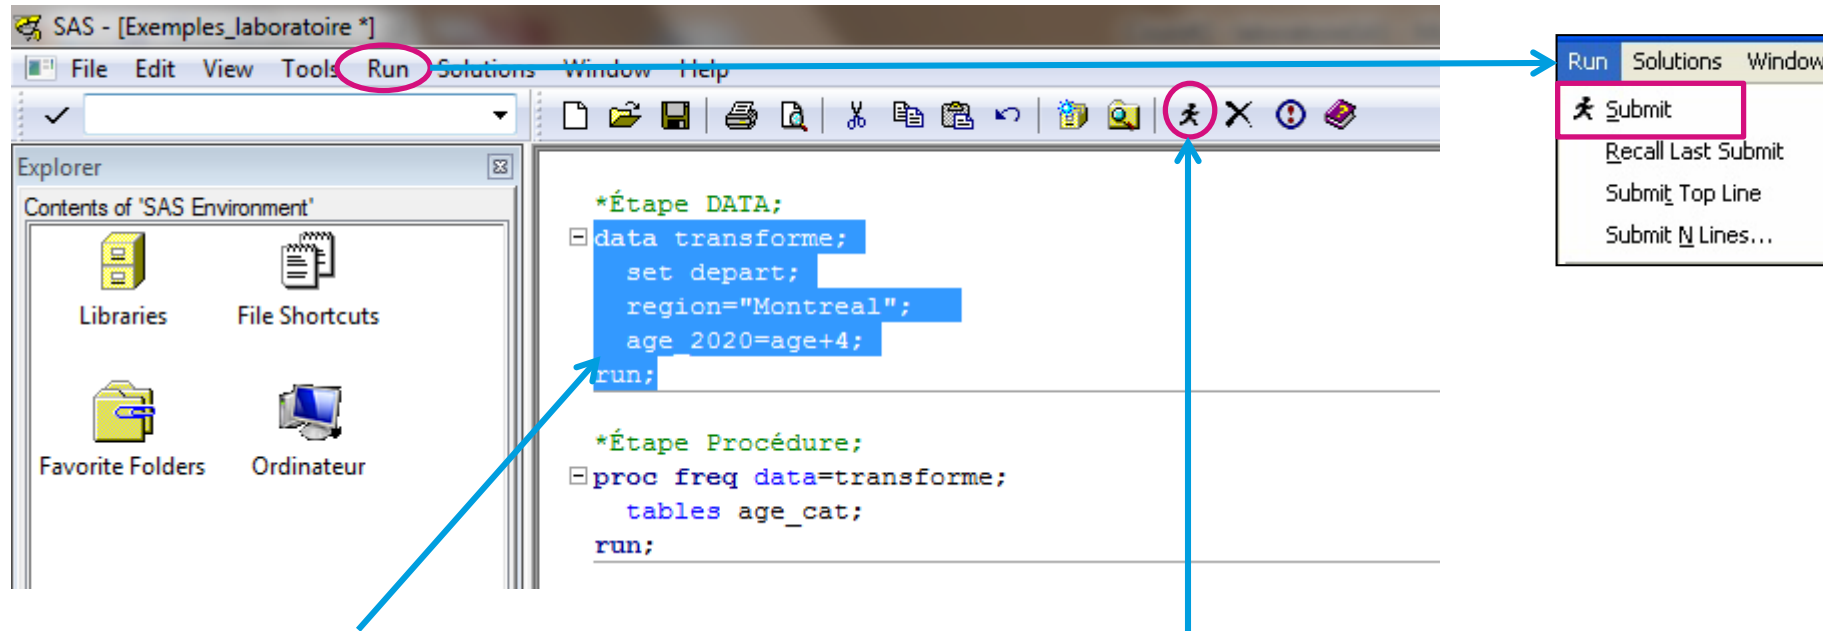 SAS - [Exemples_laboratoire *]
File Edit View Tools Run Solutions Window Help
Explorer
Contents of 'SAS Environment'
Libraries
File Shortcuts
Favorite Folders
Ordinateur
*Étape DATA;
data transforme;
set depart;
region="Montreal";
age_2020=age+4;
run;
*Étape Procédure;
proc freq data=transforme;
tables age_cat;
run;
Run Solutions Window
Submit
Recall Last Submit
Submit Top Line
Submit N Lines...